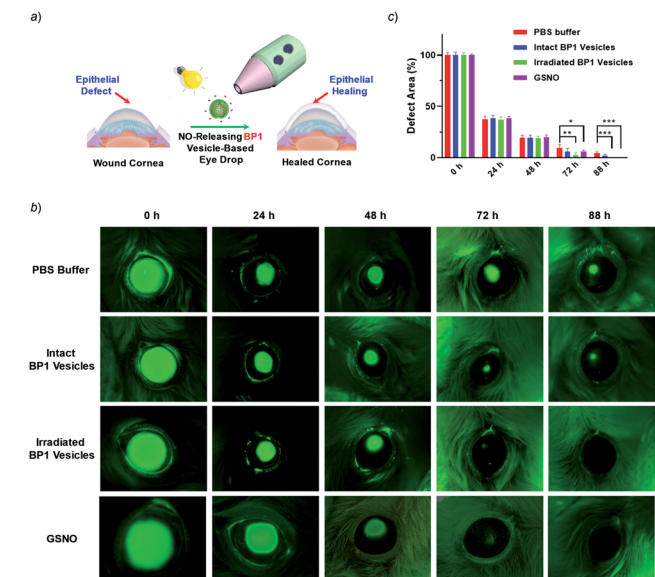 a)
Epithelial
Defect
Epithelial
Healing
NO-Releasing BP1
Vesicle-Based
Eye Drop
Wound Cornea
Healed Cornea
c)
PBS buffer
Intact BP1 Vesicles
Irradiated BP1 Vesicles
GSNO
Defect Area (%)
100
50
0
* ***
** ***
0 h
24 h
48 h
72 h
88 h
b)
0 h 24 h 48 h 72 h 88 h
PBS Buffer
Intact
BP1 Vesicles
Irradiated
BP1 Vesicles
GSNO